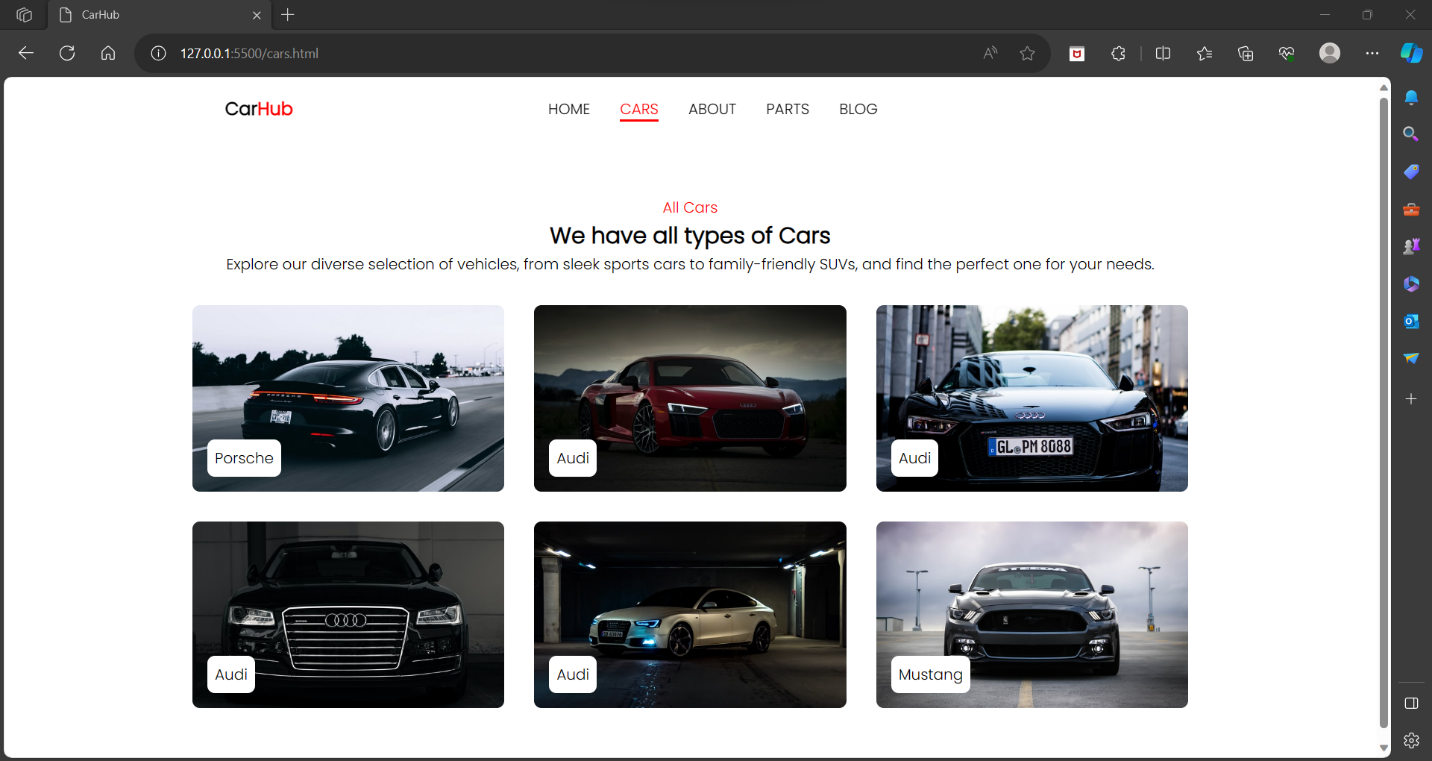 CarHub
127.0.0.1:5500/cars.html
CarHub
HOME CARS ABOUT PARTS BLOG
All Cars
We have all types of Cars
Explore our diverse selection of vehicles, from sleek sports cars to family-friendly SUVs, and find the perfect one for your needs.
PORSCHE
Porsche
Audi
GL PM 8088
Audi
Audi
Audi
Mustang